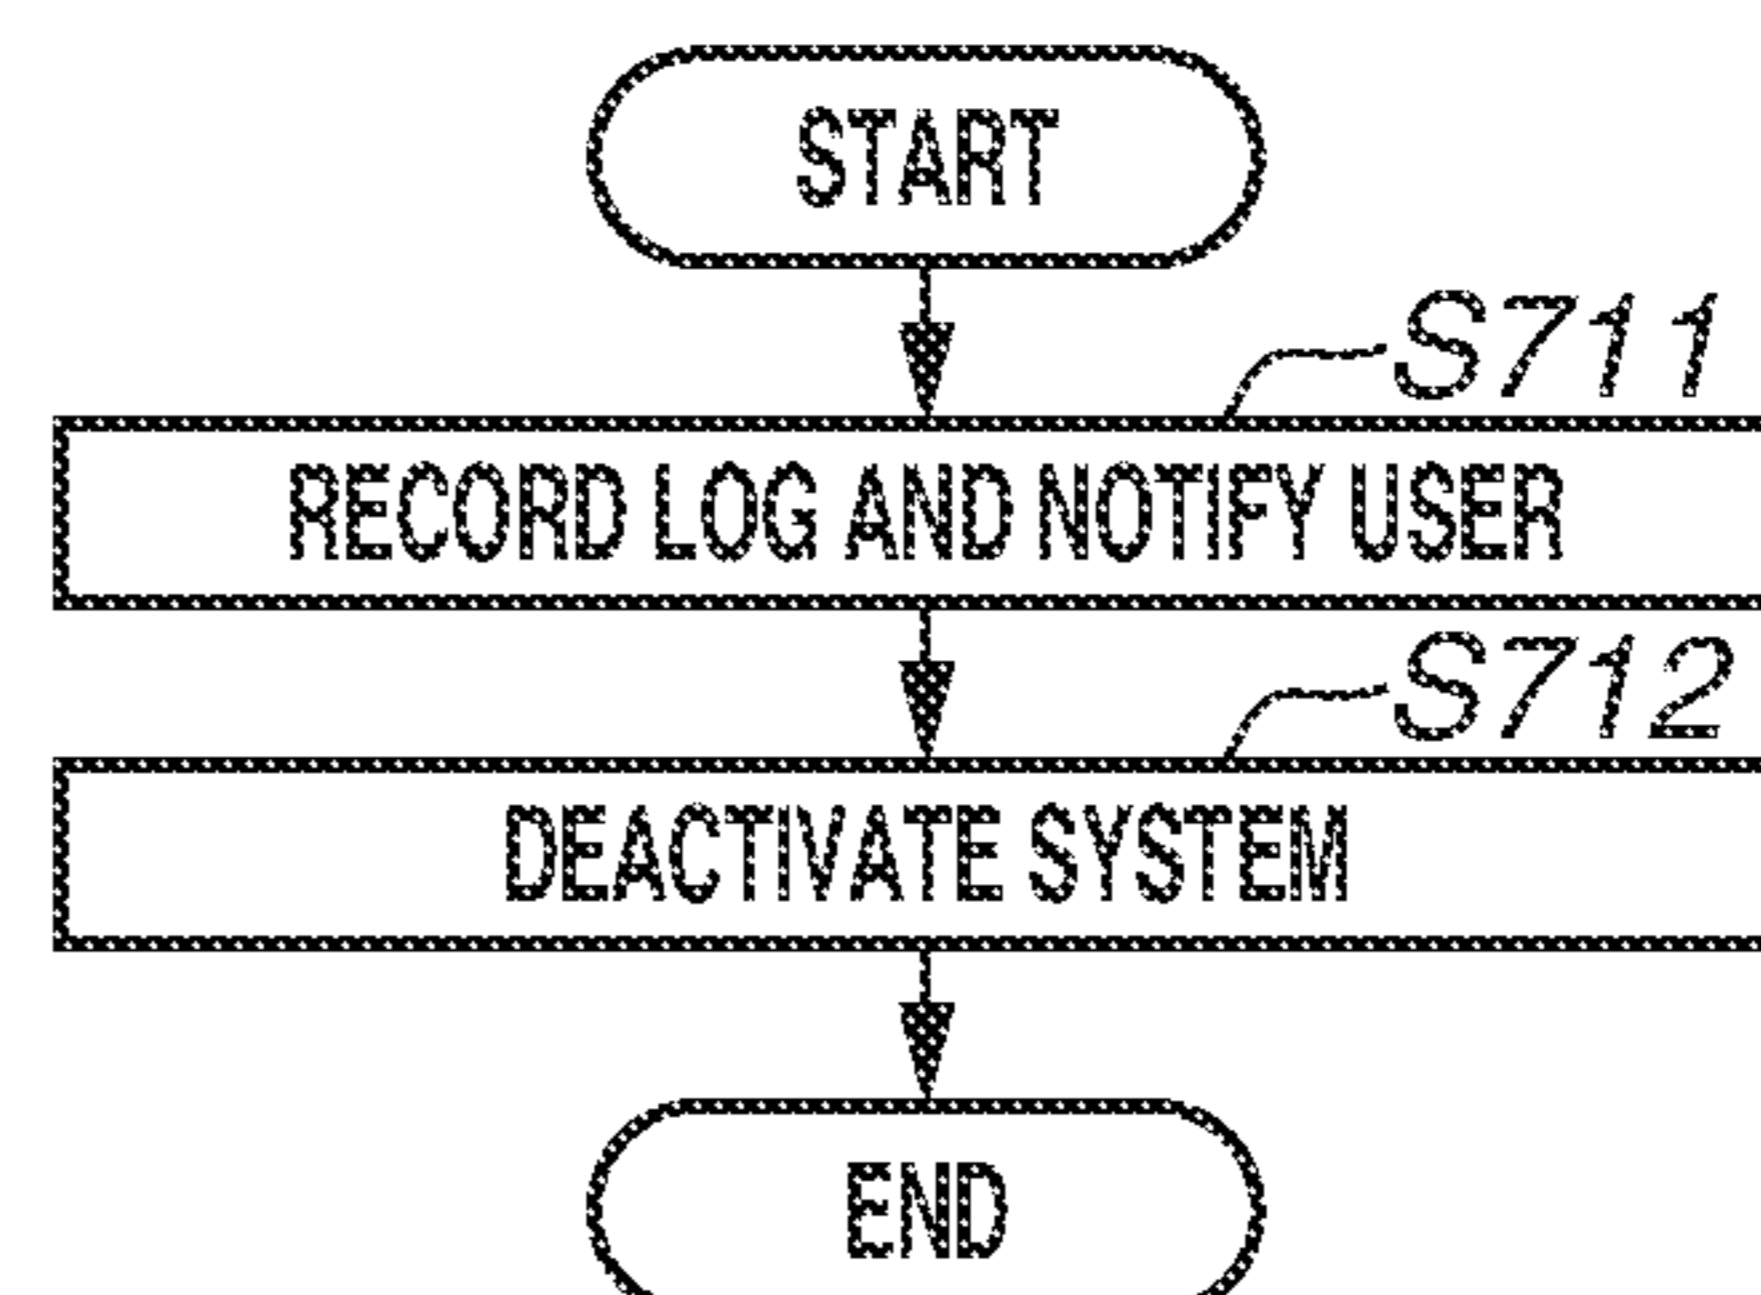 START
S711
RECORD LOG AND NOTIFY USER
S712
DEACTIVATE SYSTEM
END